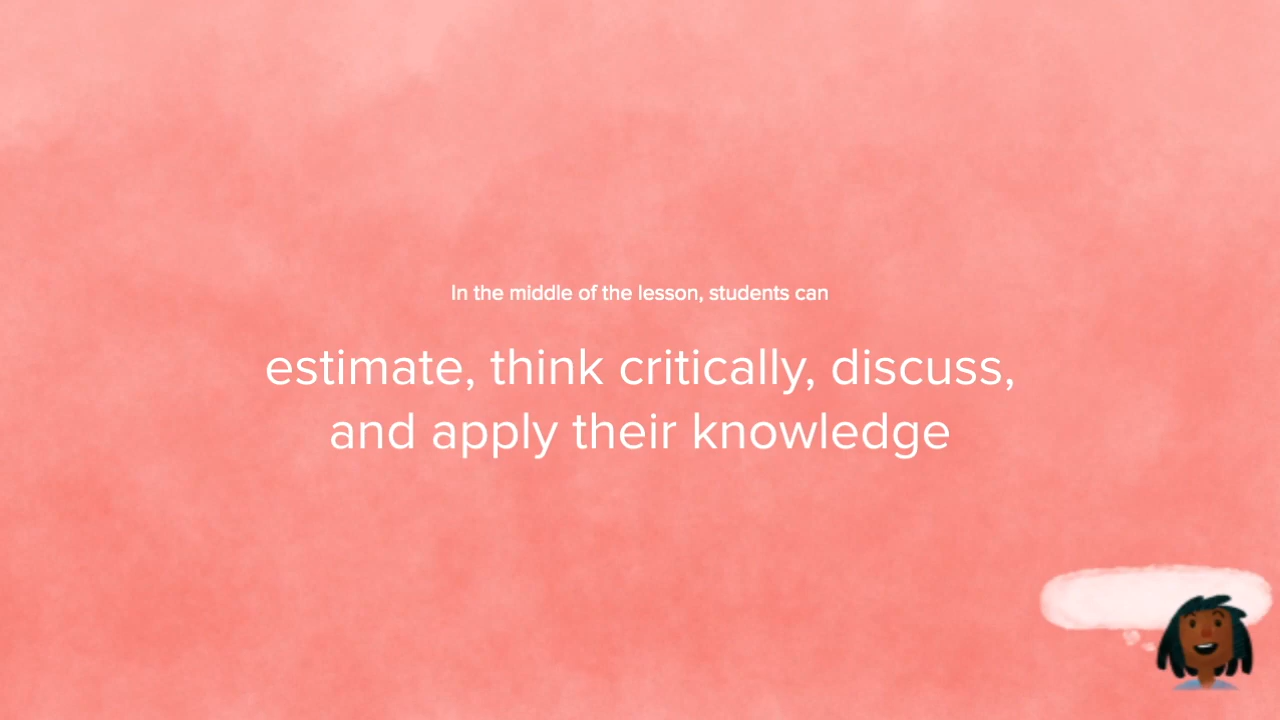 In the middle of the lesson, students can
estimate, think critically, discuss,
and apply their knowledge